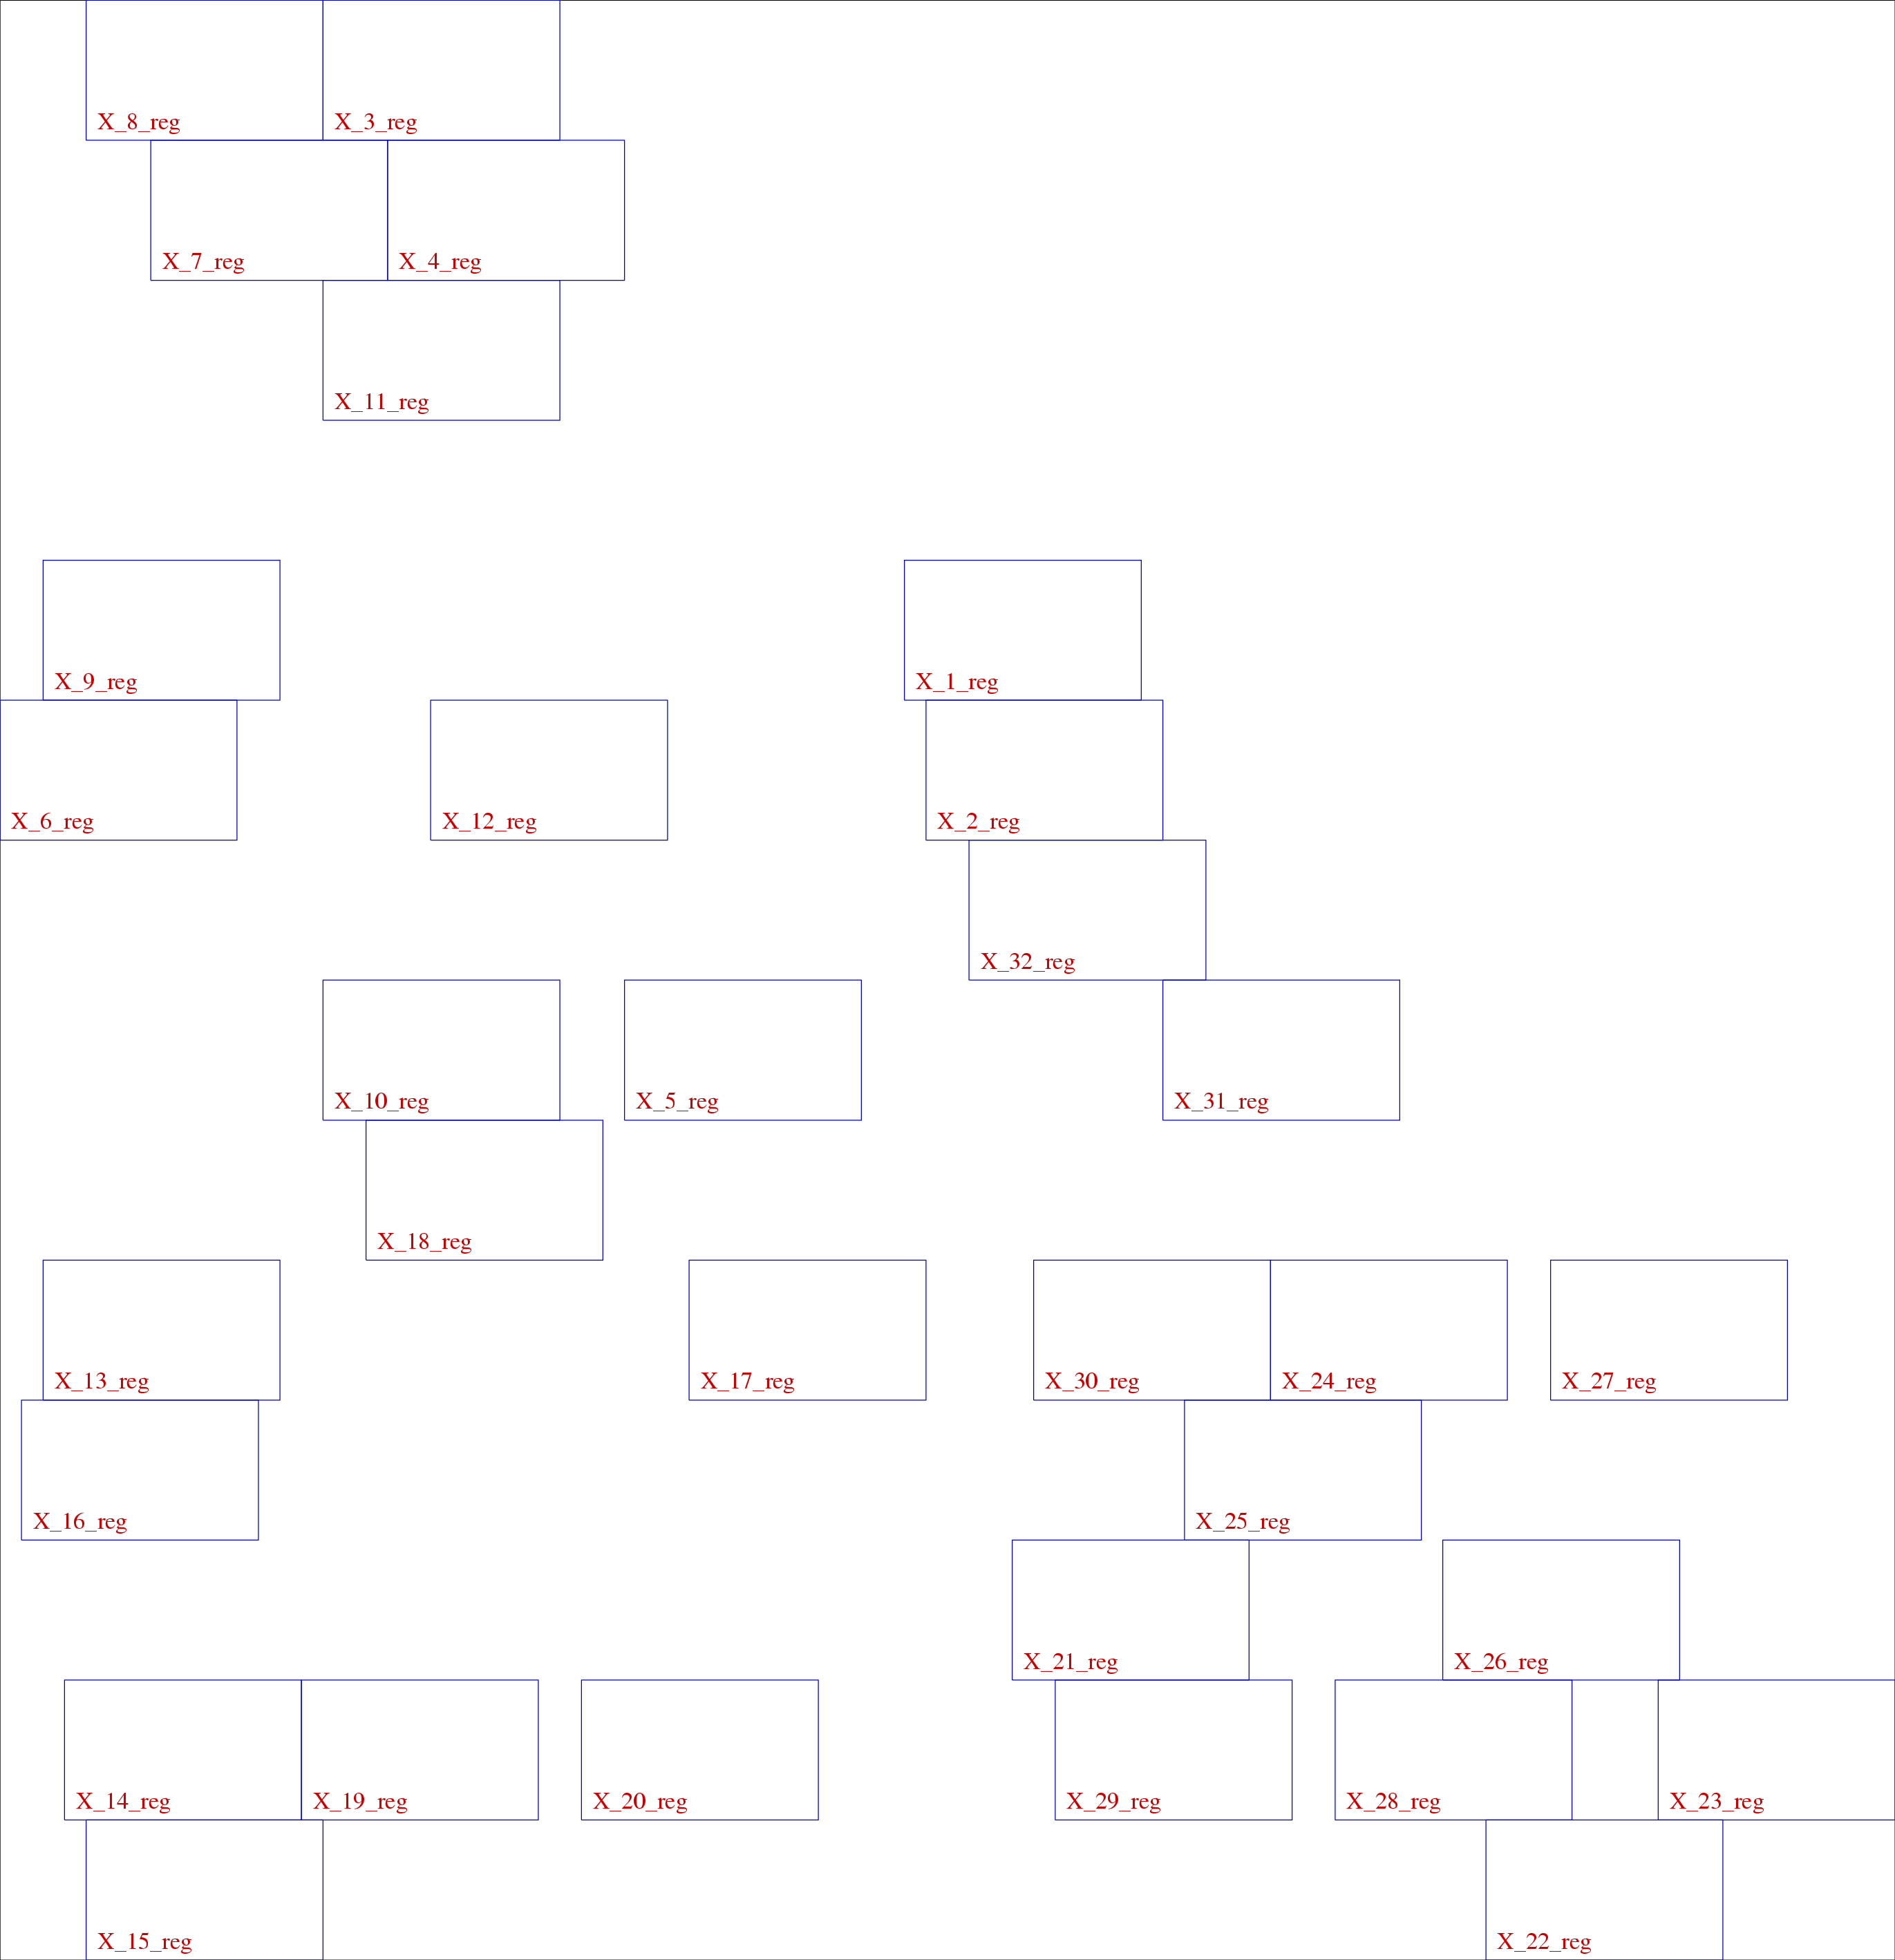 X_8_reg X_3_reg
X_7_reg X_4_reg
X_11_reg
X_9_reg X_1_reg
X_6_reg X_12_reg X_2_reg
X_32_reg
X_10_reg X_5_reg X_31_reg
X_18_reg
X_13_reg X_17_reg X_30_reg X_24_reg X_27_reg
X_16_reg X_25_reg
X_21_reg X_26_reg
X_14_reg X_19_reg X_20_reg X_29_reg X_28_reg X_23_reg
X_15_reg X_22_reg